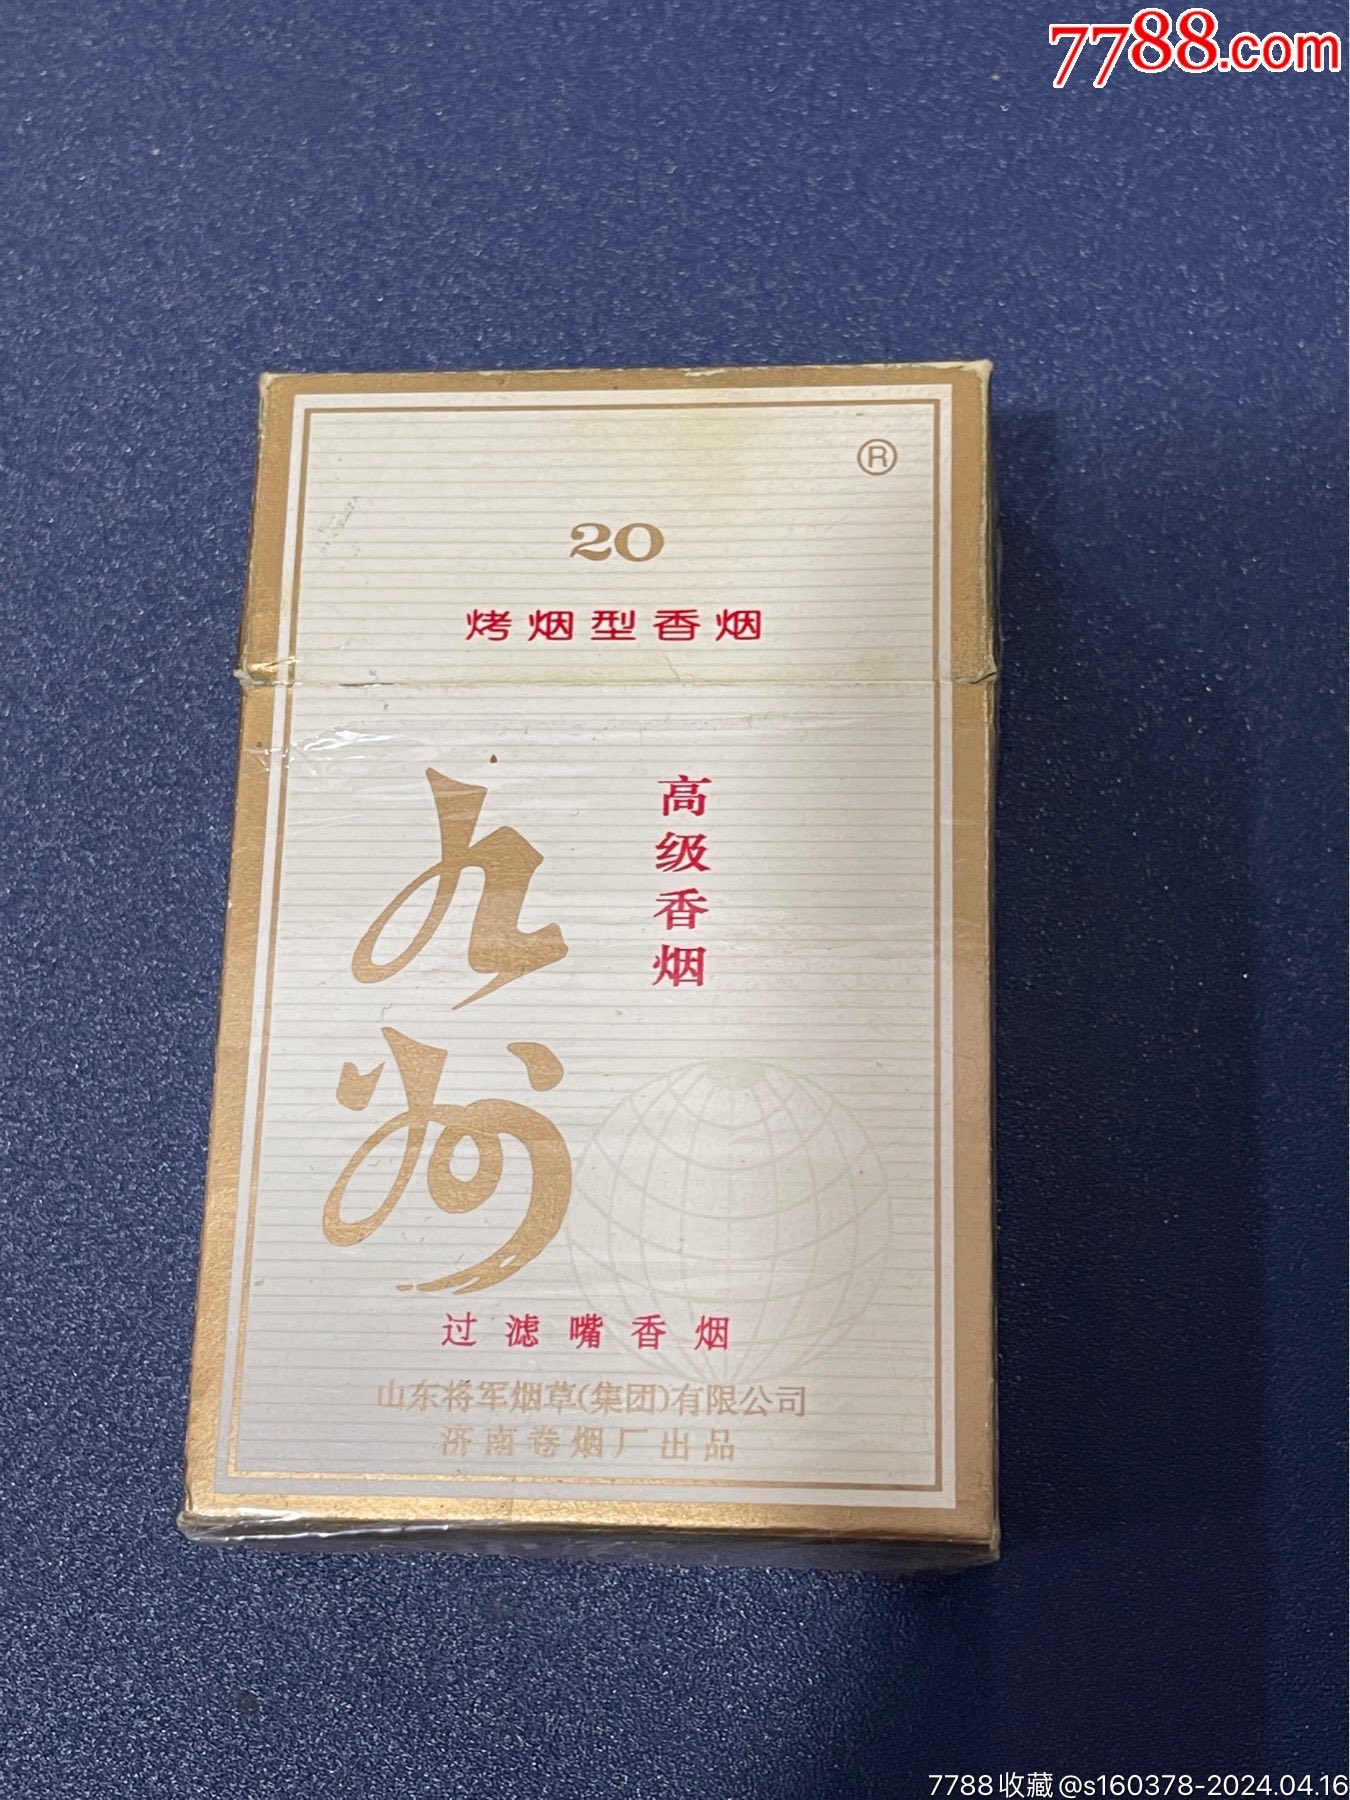 7788.com
®
20
烤烟型香烟
九州
高级香烟
过滤嘴香烟
山东将军烟草(集团)有限公司
济南卷烟厂出品
7788收藏@s160378-2024.04.16